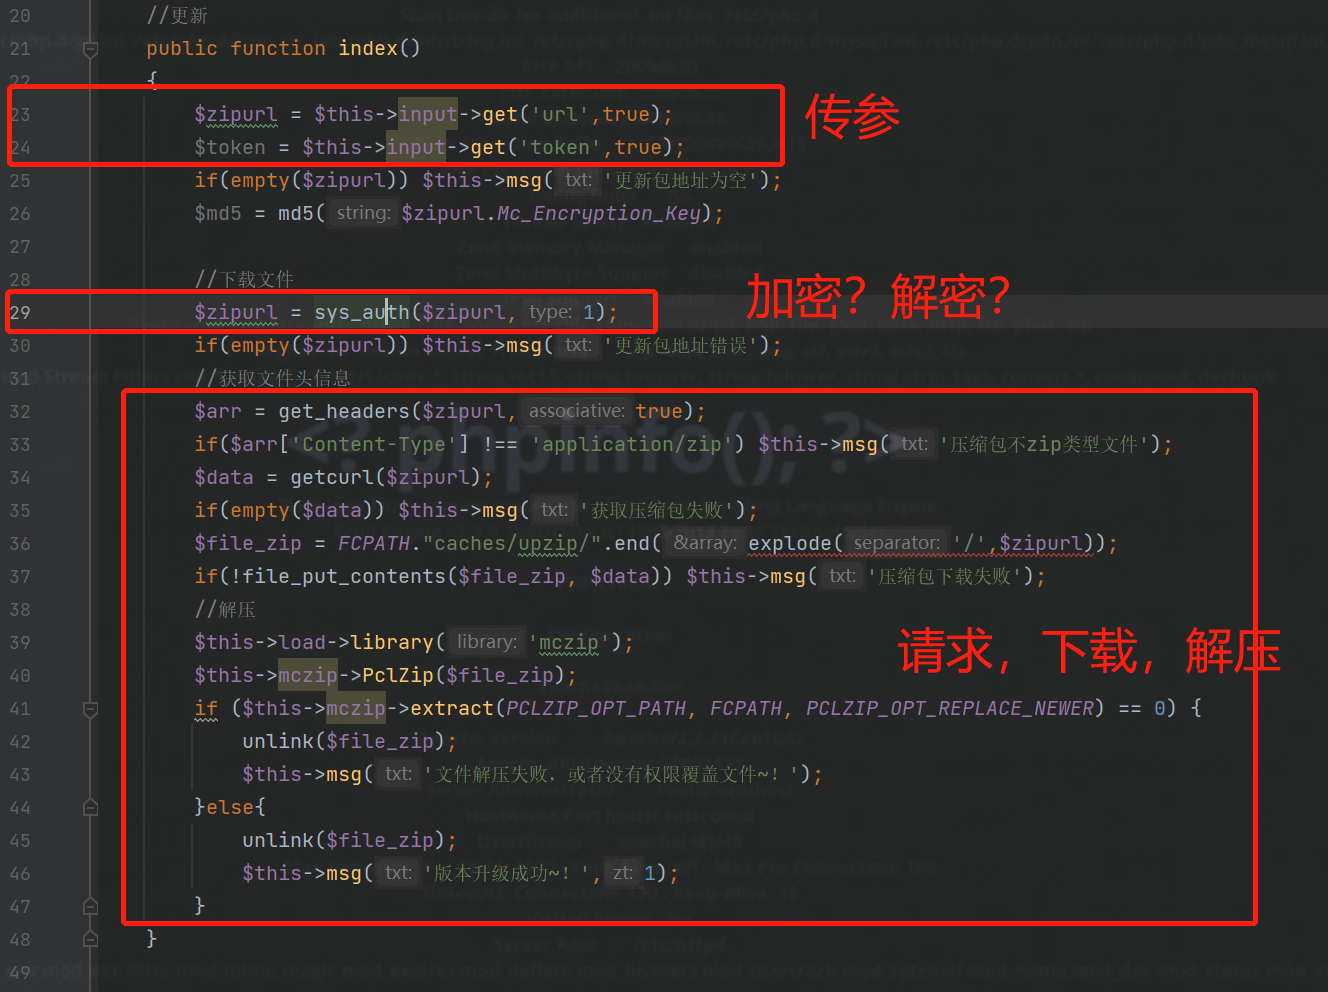 20 //更新
21 public function index()
22 {
23 $zipurl = $this->input->get('url',true);
传参
24 $token = $this->input->get('token',true);
25 if(empty($zipurl)) $this->msg( txt: '更新包地址为空');
26 $md5 = md5( string: $zipurl.Mc_Encryption_Key);
27
28 //下载文件
加密？解密？
29 $zipurl = sys_auth($zipurl, type: 1);
30 if(empty($zipurl)) $this->msg( txt: '更新包地址错误');
31 //获取文件头信息
32 $arr = get_headers($zipurl, associative: true);
33 if($arr['Content-Type'] !== 'application/zip') $this->msg( txt: '压缩包不zip类型文件');
34 $data = getcurl($zipurl);
35 if(empty($data)) $this->msg( txt: '获取压缩包失败');
36 $file_zip = FCPATH."caches/upzip/".end( &array: explode( separator: '/',$zipurl));
37 if(!file_put_contents($file_zip, $data)) $this->msg( txt: '压缩包下载失败');
38 //解压
39 $this->load->library( library: 'mczip');
请求，下载，解压
40 $this->mczip->PclZip($file_zip);
41 if ($this->mczip->extract(PCLZIP_OPT_PATH, FCPATH, PCLZIP_OPT_REPLACE_NEWER) == 0) {
42 unlink($file_zip);
43 $this->msg( txt: '文件解压失败，或者没有权限覆盖文件~！');
44 }else{
45 unlink($file_zip);
46 $this->msg( txt: '版本升级成功~！', zt: 1);
47 }
48 }
49
<? phpinfo(); ?>